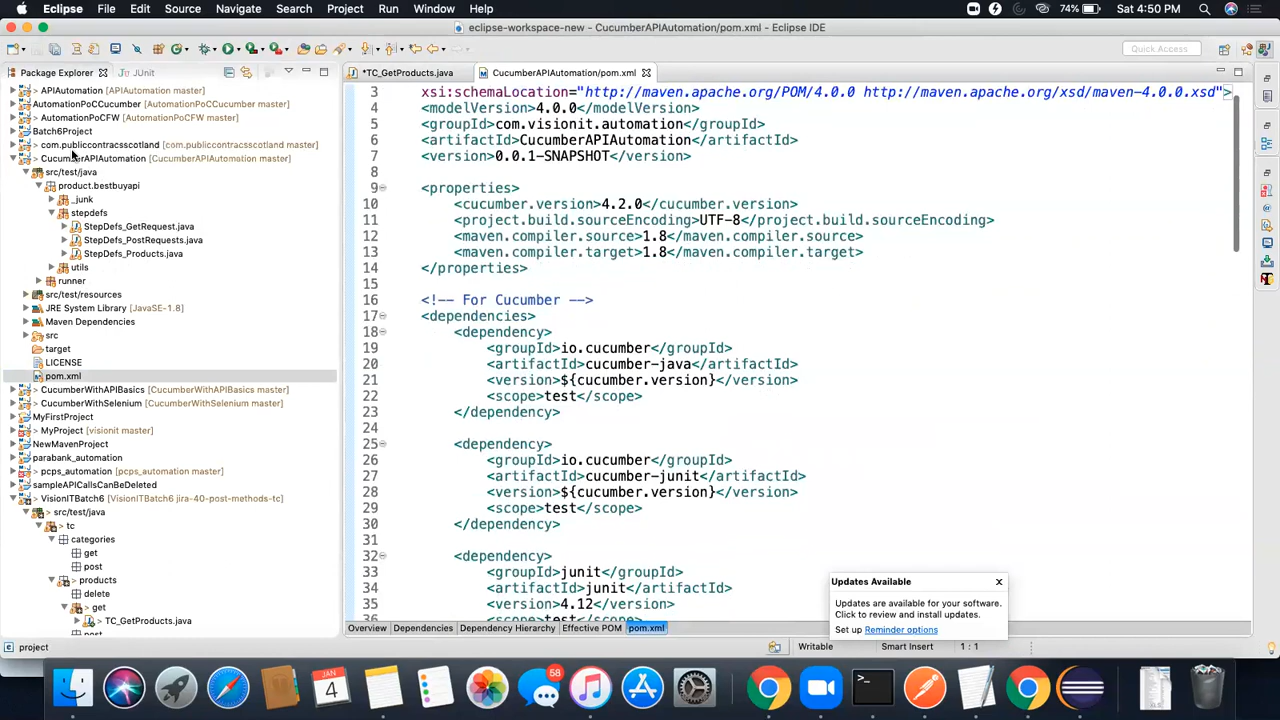 Eclipse File Edit Source Refactor Navigate Search Project Run Window Help 74% Sat 4:50 PM
eclipse-workspace-new - CucumberAPIAutomation/pom.xml - Eclipse IDE
Quick Access
Package Explorer JUnit
*TC_GetProducts.java CucumberAPIAutomation/pom.xml
> APIAutomation [APIAutomation master]
AutomationPoCCucumber [AutomationPoCCucumber master]
> AutomationPoCFW [AutomationPoCFW master]
Batch6Project
> com.publiccontracsscotland [com.publiccontracsscotland master]
> CucumberAPIAutomation [CucumberAPIAutomation master]
src/test/java
product.bestbuyapi
_junk
stepdefs
StepDefs_GetRequest.java
StepDefs_PostRequests.java
StepDefs_Products.java
utils
runner
src/test/resources
JRE System Library [JavaSE-1.8]
Maven Dependencies
src
target
LICENSE
pom.xml
> CucumberWithAPIBasics [CucumberWithAPIBasics master]
> CucumberWithSelenium [CucumberWithSelenium master]
MyFirstProject
> MyProject [visionit master]
NewMavenProject
parabank_automation
> pcps_automation [pcps_automation master]
sampleAPICallsCanBeDeleted
> VisionITBatch6 [VisionITBatch6 jira-40-post-methods-tc]
> src/test/java
> tc
categories
get
post
> products
delete
> get
> TC_GetProducts.java
3 xsi:schemaLocation="http://maven.apache.org/POM/4.0.0 http://maven.apache.org/xsd/maven-4.0.0.xsd">
4 <modelVersion>4.0.0</modelVersion>
5 <groupId>com.visionit.automation</groupId>
6 <artifactId>CucumberAPIAutomation</artifactId>
7 <version>0.0.1-SNAPSHOT</version>
8
9 <properties>
10 <cucumber.version>4.2.0</cucumber.version>
11 <project.build.sourceEncoding>UTF-8</project.build.sourceEncoding>
12 <maven.compiler.source>1.8</maven.compiler.source>
13 <maven.compiler.target>1.8</maven.compiler.target>
14 </properties>
15
16 <!-- For Cucumber -->
17 <dependencies>
18 <dependency>
19 <groupId>io.cucumber</groupId>
20 <artifactId>cucumber-java</artifactId>
21 <version>${cucumber.version}</version>
22 <scope>test</scope>
23 </dependency>
24
25 <dependency>
26 <groupId>io.cucumber</groupId>
27 <artifactId>cucumber-junit</artifactId>
28 <version>${cucumber.version}</version>
29 <scope>test</scope>
30 </dependency>
31
32 <dependency>
33 <groupId>junit</groupId>
34 <artifactId>junit</artifactId>
35 <version>4.12</version>
<scope>test</scope>
Updates Available
Updates are available for your software.
Click to review and install updates.
Set up Reminder options
Overview Dependencies Dependency Hierarchy Effective POM pom.xml
project
Writable Smart Insert 1 : 1
JAN
4
58